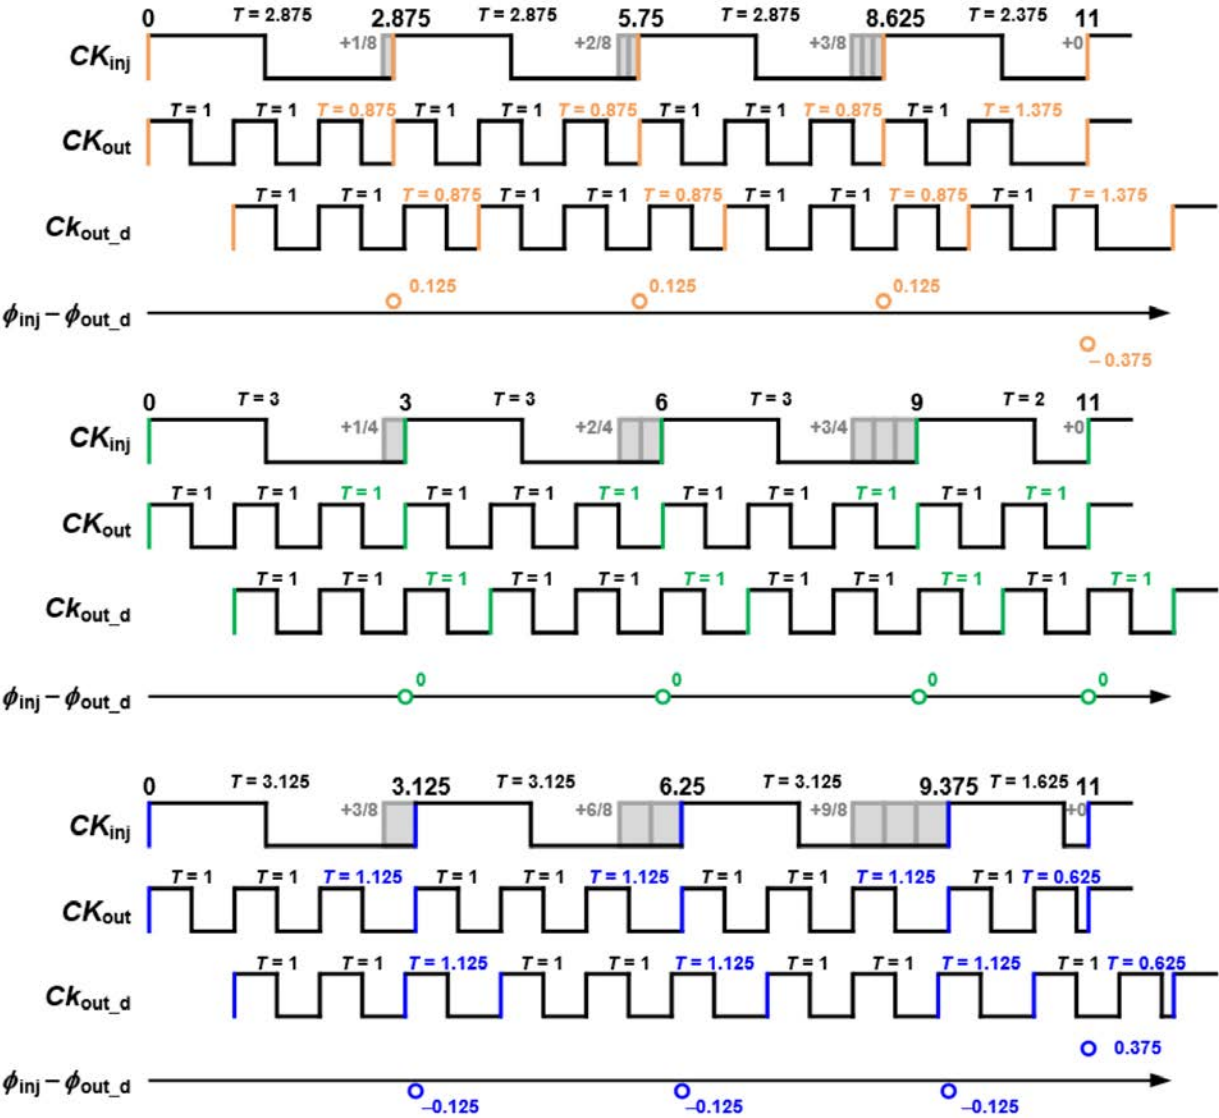 0 T = 2.875 2.875 T = 2.875 5.75 T = 2.875 8.625 T = 2.375 11
CKinj +1/8 +2/8 +3/8 +0
T = 1 T = 1 T = 0.875 T = 1 T = 1 T = 0.875 T = 1 T = 1 T = 0.875 T = 1 T = 1.375
CKout
T = 1 T = 1 T = 0.875 T = 1 T = 1 T = 0.875 T = 1 T = 1 T = 0.875 T = 1 T = 1.375
Ckout_d
0.125 0.125 0.125
ϕinj – ϕout_d
– 0.375
0 T = 3 3 T = 3 6 T = 3 9 T = 2 11
CKinj +1/4 +2/4 +3/4 +0
T = 1 T = 1 T = 1 T = 1 T = 1 T = 1 T = 1 T = 1 T = 1 T = 1 T = 1
CKout
T = 1 T = 1 T = 1 T = 1 T = 1 T = 1 T = 1 T = 1 T = 1 T = 1 T = 1
Ckout_d
0 0 0 0
ϕinj – ϕout_d
0 T = 3.125 3.125 T = 3.125 6.25 T = 3.125 9.375 T = 1.625 11
CKinj +3/8 +6/8 +9/8 +0
T = 1 T = 1 T = 1.125 T = 1 T = 1 T = 1.125 T = 1 T = 1 T = 1.125 T = 1 T = 0.625
CKout
T = 1 T = 1 T = 1.125 T = 1 T = 1 T = 1.125 T = 1 T = 1 T = 1.125 T = 1 T = 0.625
Ckout_d
0.375
ϕinj – ϕout_d
–0.125 –0.125 –0.125